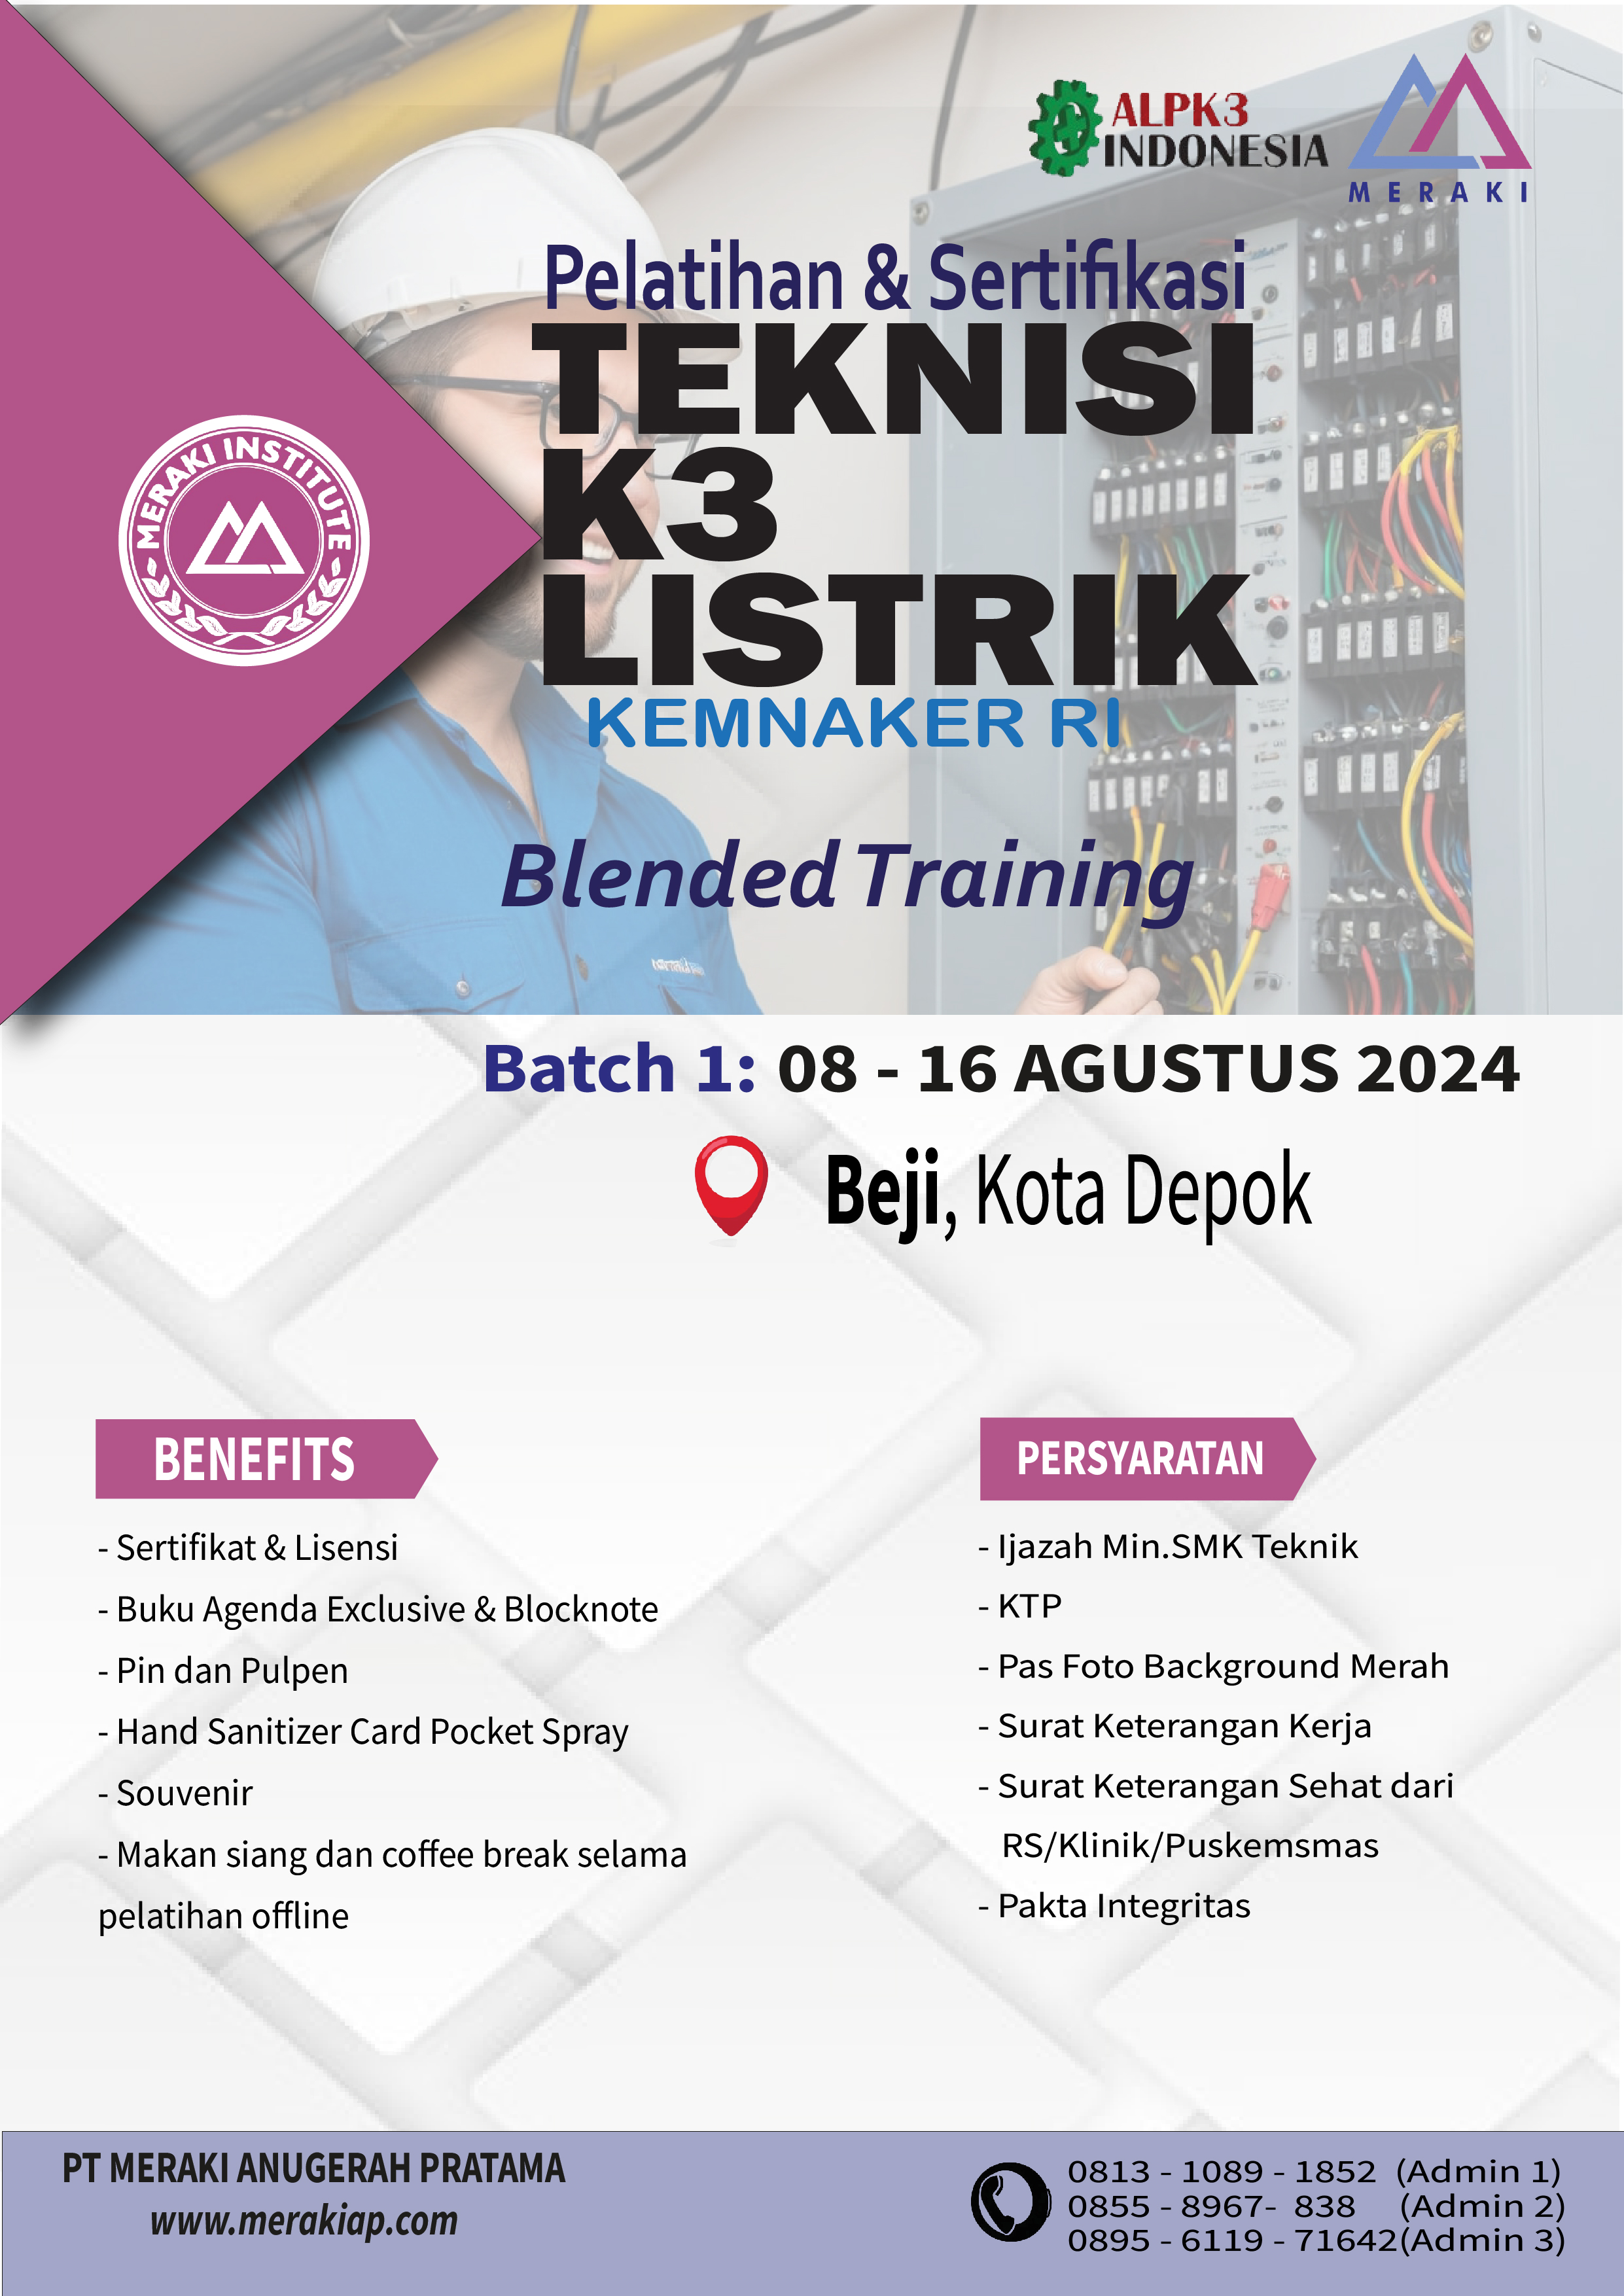 ALPK3
INDONESIA
MERAKI
Pelatihan & Sertifikasi
TEKNISI
K3
LISTRIK
KEMNAKER RI
MERAKI INSTITUTE
Blended Training
Batch 1: 08 - 16 AGUSTUS 2024
Beji, Kota Depok
BENEFITS
- Sertifikat & Lisensi
- Buku Agenda Exclusive & Blocknote
- Pin dan Pulpen
- Hand Sanitizer Card Pocket Spray
- Souvenir
- Makan siang dan coffee break selama
pelatihan offline
PERSYARATAN
- Ijazah Min.SMK Teknik
- KTP
- Pas Foto Background Merah
- Surat Keterangan Kerja
- Surat Keterangan Sehat dari
RS/Klinik/Puskemsmas
- Pakta Integritas
PT MERAKI ANUGERAH PRATAMA
www.merakiap.com
0813 - 1089 - 1852 (Admin 1)
0855 - 8967- 838 (Admin 2)
0895 - 6119 - 71642(Admin 3)